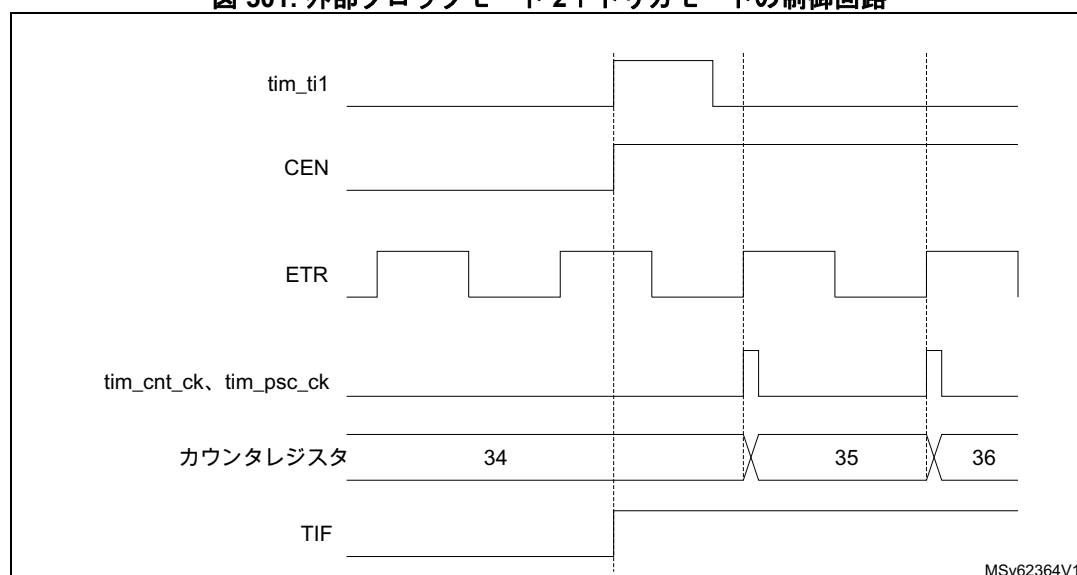 図 301. 外部クロックモード 2 + トリガモードの制御回路
tim_ti1
CEN
ETR
tim_cnt_ck、tim_psc_ck
カウンタレジスタ
34
35
36
TIF
MSv62364V1